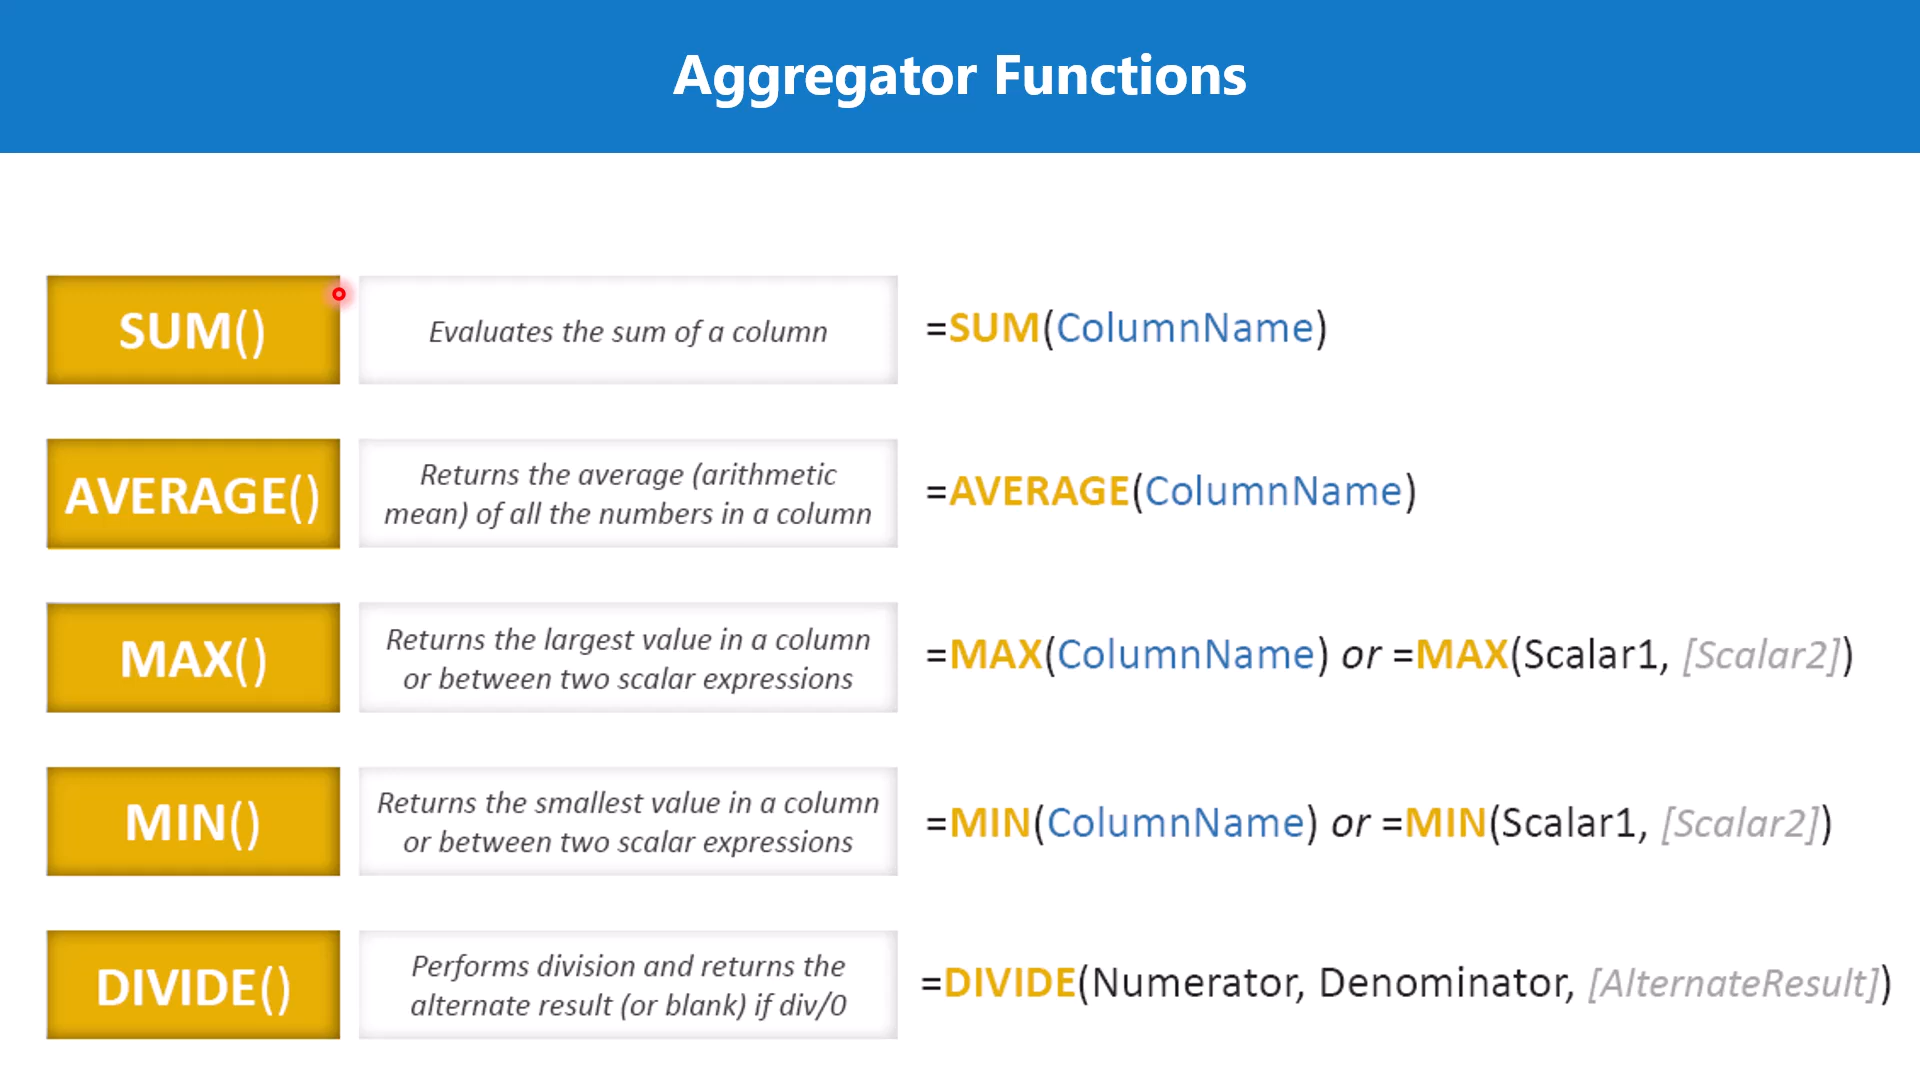 Aggregator Functions
SUM()
Evaluates the sum of a column
=SUM(ColumnName)
AVERAGE()
Returns the average (arithmetic
mean) of all the numbers in a column
=AVERAGE(ColumnName)
MAX()
Returns the largest value in a column
or between two scalar expressions
=MAX(ColumnName) or =MAX(Scalar1, [Scalar2])
MIN()
Returns the smallest value in a column
or between two scalar expressions
=MIN(ColumnName) or =MIN(Scalar1, [Scalar2])
DIVIDE()
Performs division and returns the
alternate result (or blank) if div/0
=DIVIDE(Numerator, Denominator, [AlternateResult])